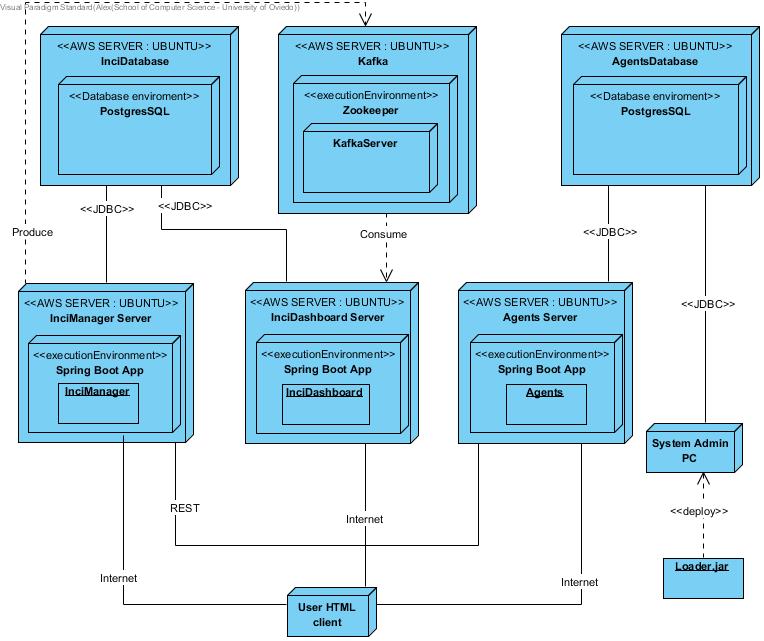 Visual Paradigm Standard(Alex(School of Computer Science - University of Oviedo))
<<AWS SERVER : UBUNTU>>
InciDatabase
<<Database enviroment>>
PostgresSQL
<<AWS SERVER : UBUNTU>>
Kafka
<<executionEnvironment>>
Zookeeper
KafkaServer
<<AWS SERVER : UBUNTU>>
AgentsDatabase
<<Database enviroment>>
PostgresSQL
<<JDBC>>
<<JDBC>>
Produce
Consume
<<JDBC>>
<<JDBC>>
<<AWS SERVER : UBUNTU>>
InciManager Server
<<executionEnvironment>>
Spring Boot App
InciManager
<<AWS SERVER : UBUNTU>>
InciDashboard Server
<<executionEnvironment>>
Spring Boot App
InciDashboard
<<AWS SERVER : UBUNTU>>
Agents Server
<<executionEnvironment>>
Spring Boot App
Agents
System Admin
PC
REST
Internet
<<deploy>>
Internet
Internet
Loader.jar
User HTML
client